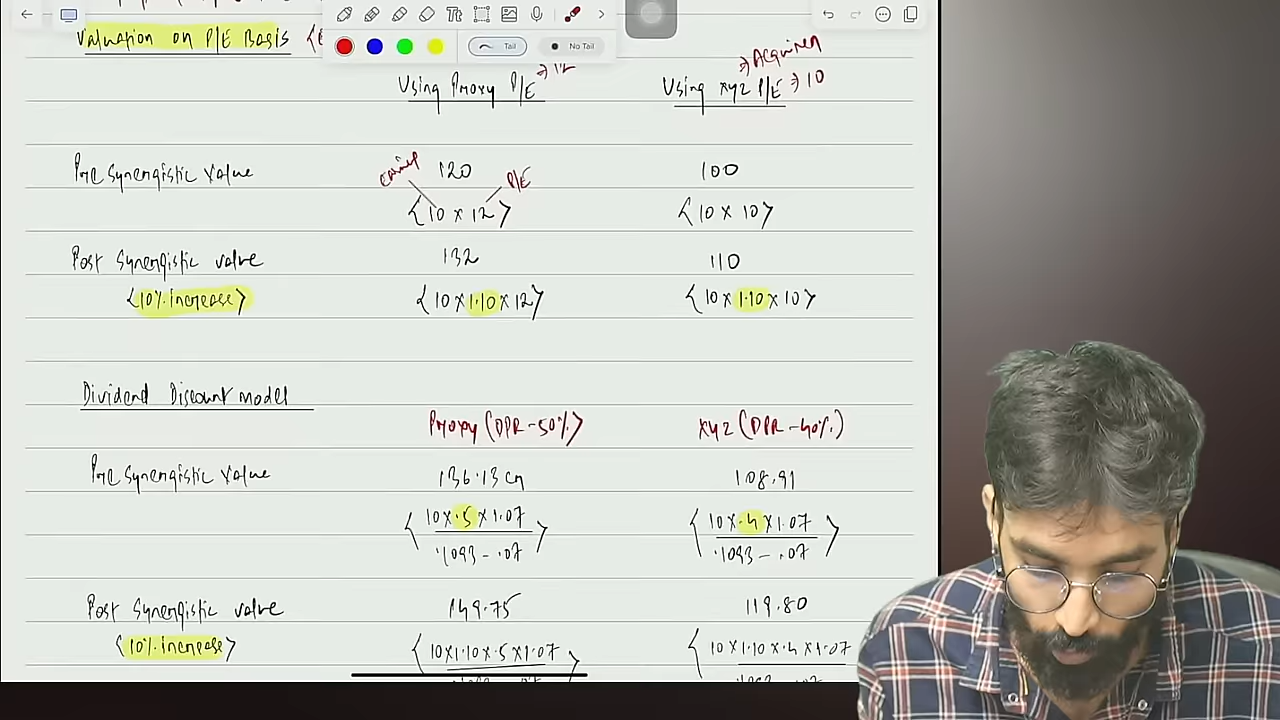 Tt
Tail No Tail
Valuation on P/E Basis
→ 12
→ Acquirer
Using Proxy P/E
Using XYZ P/E → 10
Pre Synergistic value 120 100
P/E
<10 x 12> <10 x 10>
Post Synergistic value 132 110
<10% increase> <10 x 1.10 x 12> <10 x 1.10 x 10>
Dividend Discount model
Proxy (DPR - 50%) XYZ (DPR - 40%)
Pre Synergistic value 136.13 cr 108.91
<10 x .5 x 1.07 <10 x .4 x 1.07
.1093 - .07> .1093 - .07>
Post Synergistic value 149.75 119.80
<10% increase> <10 x 1.10 x .5 x 1.07> <10 x 1.10 x .4 x 1.07